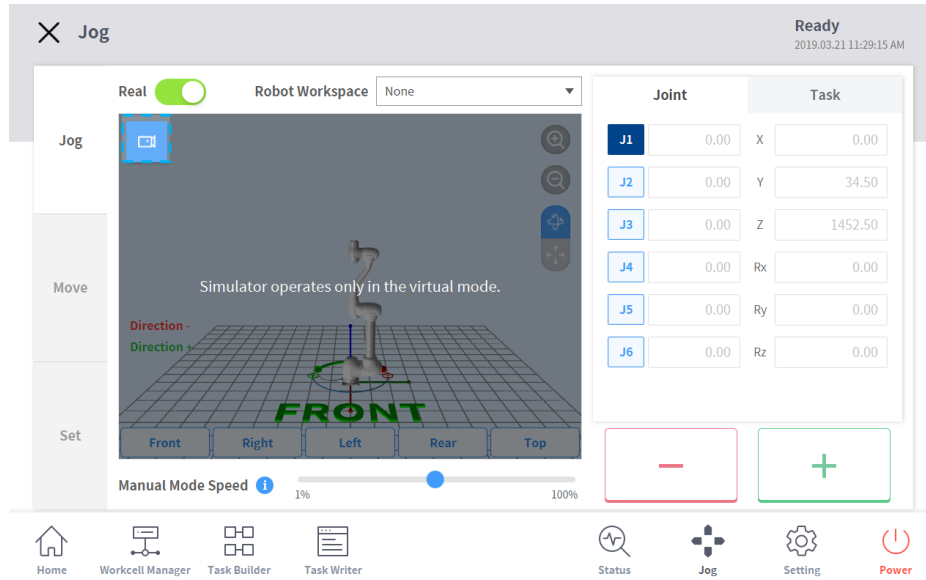 Jog
Ready
2019.03.21 11:29:15 AM
Jog
Move
Set
Real
Robot Workspace
None
Simulator operates only in the virtual mode.
Direction -
Direction +
FRONT
Front
Right
Left
Rear
Top
Manual Mode Speed
1%
100%
Joint
Task
J1 0.00 X 0.00
J2 0.00 Y 34.50
J3 0.00 Z 1452.50
J4 0.00 Rx 0.00
J5 0.00 Ry 0.00
J6 0.00 Rz 0.00
−
+
Home
Workcell Manager
Task Builder
Task Writer
Status
Jog
Setting
Power